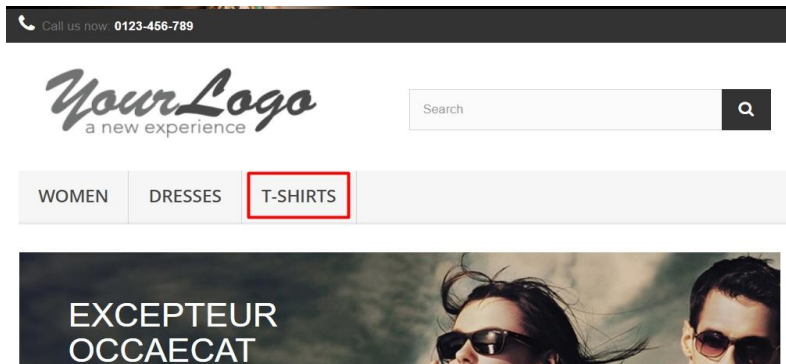 Call us now: 0123-456-789
YourLogo
a new experience
Search
WOMEN DRESSES T-SHIRTS
EXCEPTEUR
OCCAECAT